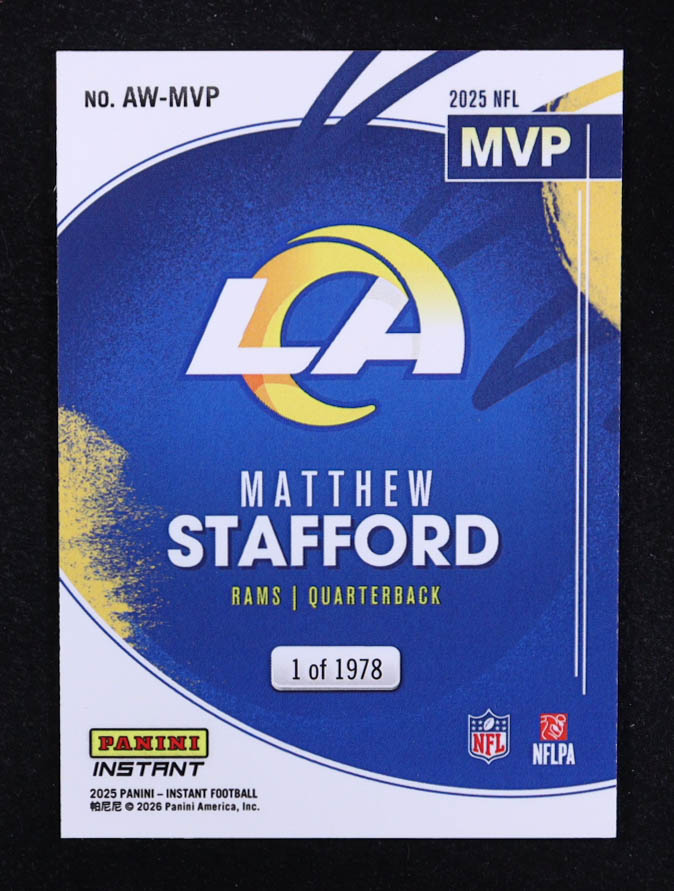 NO. AW-MVP
2025 NFL
MVP
LA
MATTHEW
STAFFORD
RAMS | QUARTERBACK
1 of 1978
PANINI
INSTANT
NFL
NFLPA
2025 PANINI – INSTANT FOOTBALL
帕尼尼 © 2026 Panini America, Inc.